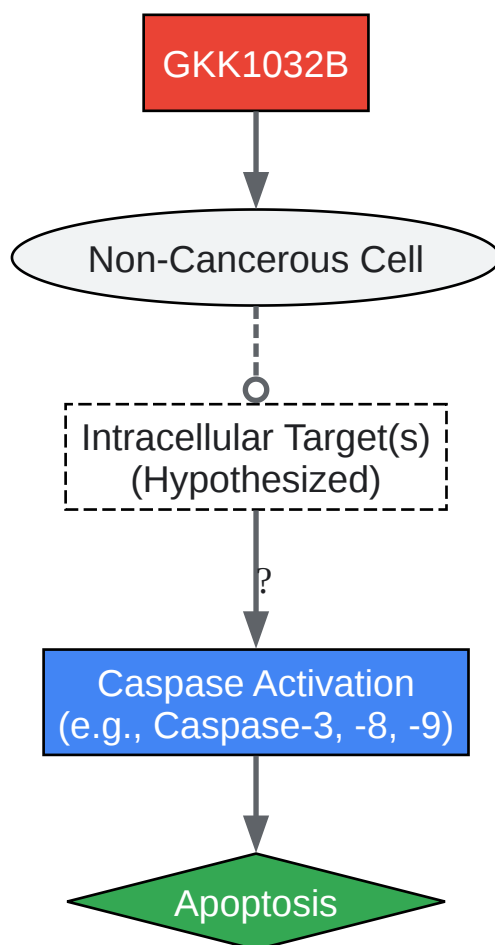 GKK1032B
Non-Cancerous Cell
Intracellular Target(s)
(Hypothesized)
?
Caspase Activation
(e.g., Caspase-3, -8, -9)
Apoptosis